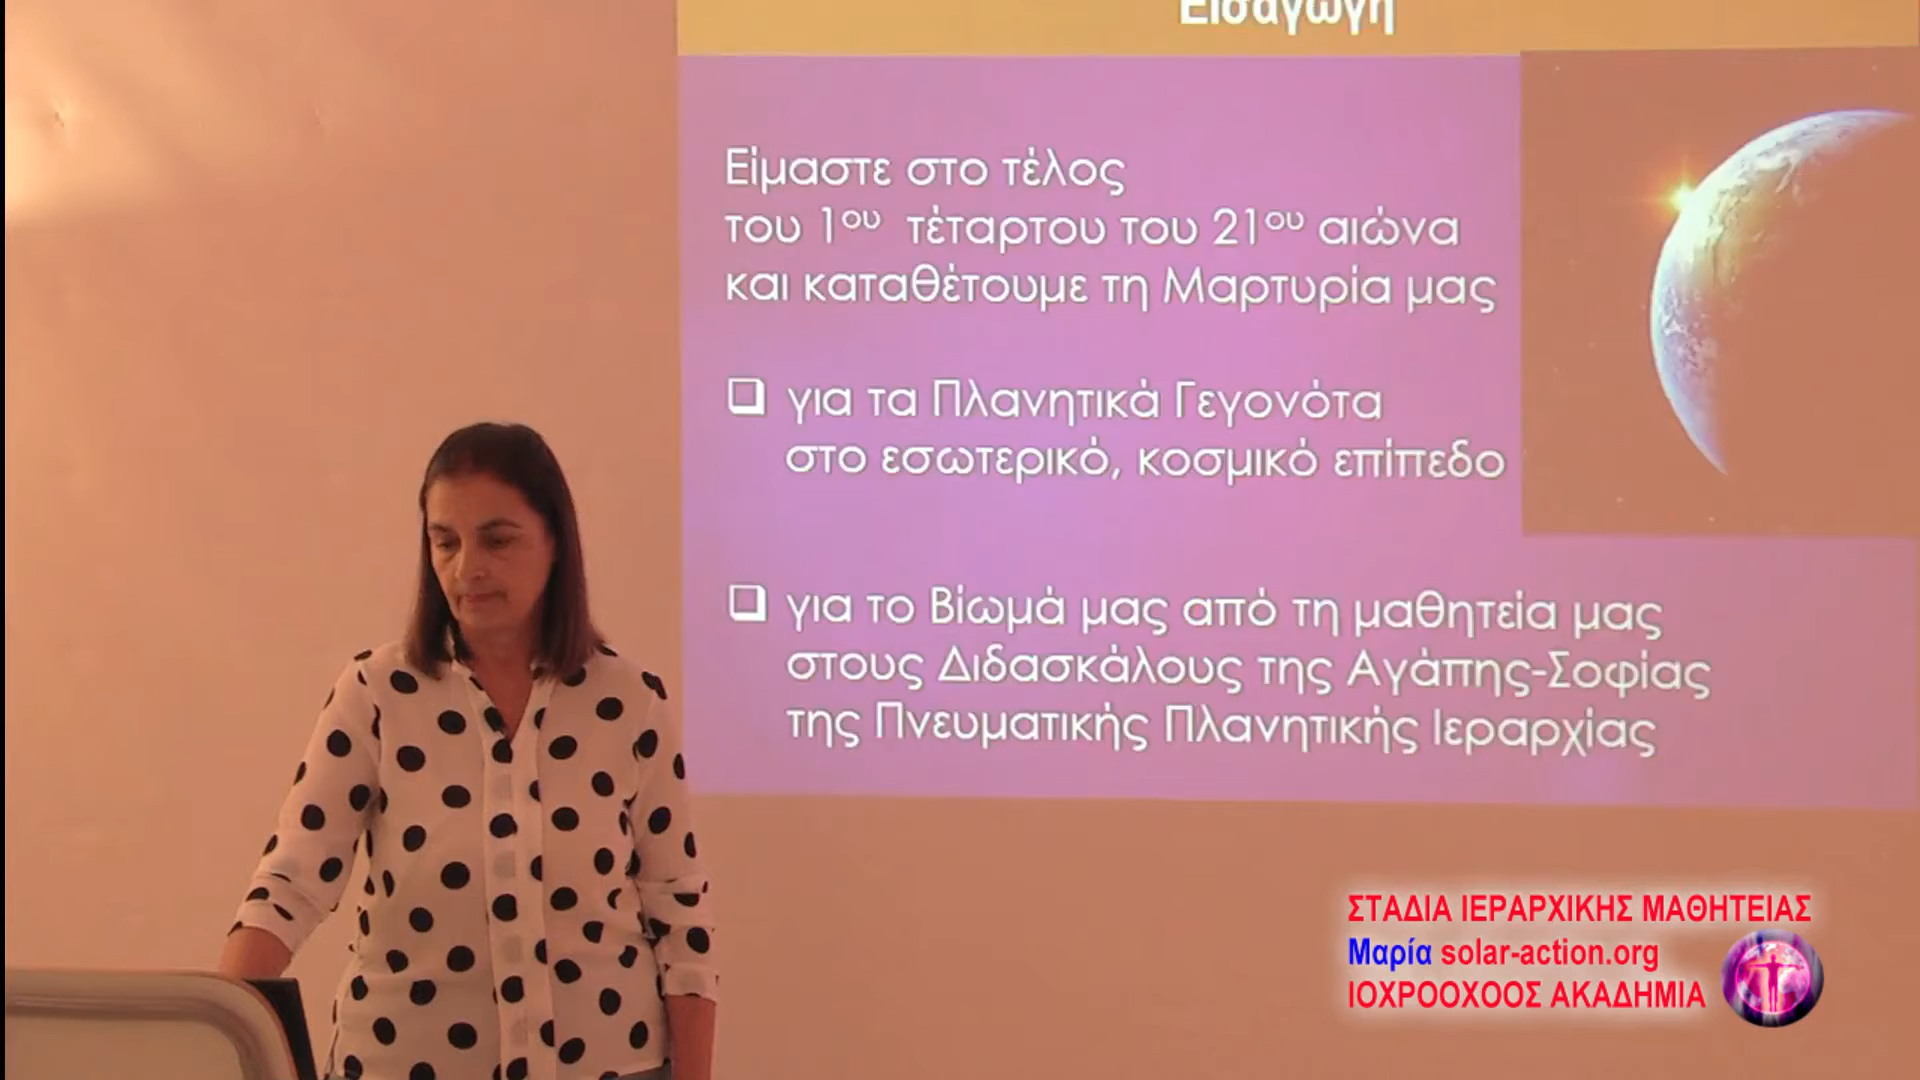 Εισαγωγή
Είμαστε στο τέλος
του 1ου τέταρτου του 21ου αιώνα
και καταθέτουμε τη Μαρτυρία μας
❑ για τα Πλανητικά Γεγονότα
στο εσωτερικό, κοσμικό επίπεδο
❑ για το Βίωμά μας από τη μαθητεία μας
στους Διδασκάλους της Αγάπης-Σοφίας
της Πνευματικής Πλανητικής Ιεραρχίας
ΣΤΑΔΙΑ ΙΕΡΑΡΧΙΚΗΣ ΜΑΘΗΤΕΙΑΣ
Μαρία solar-action.org
ΙΟΧΡΟΟΧΟΟΣ ΑΚΑΔΗΜΙΑ